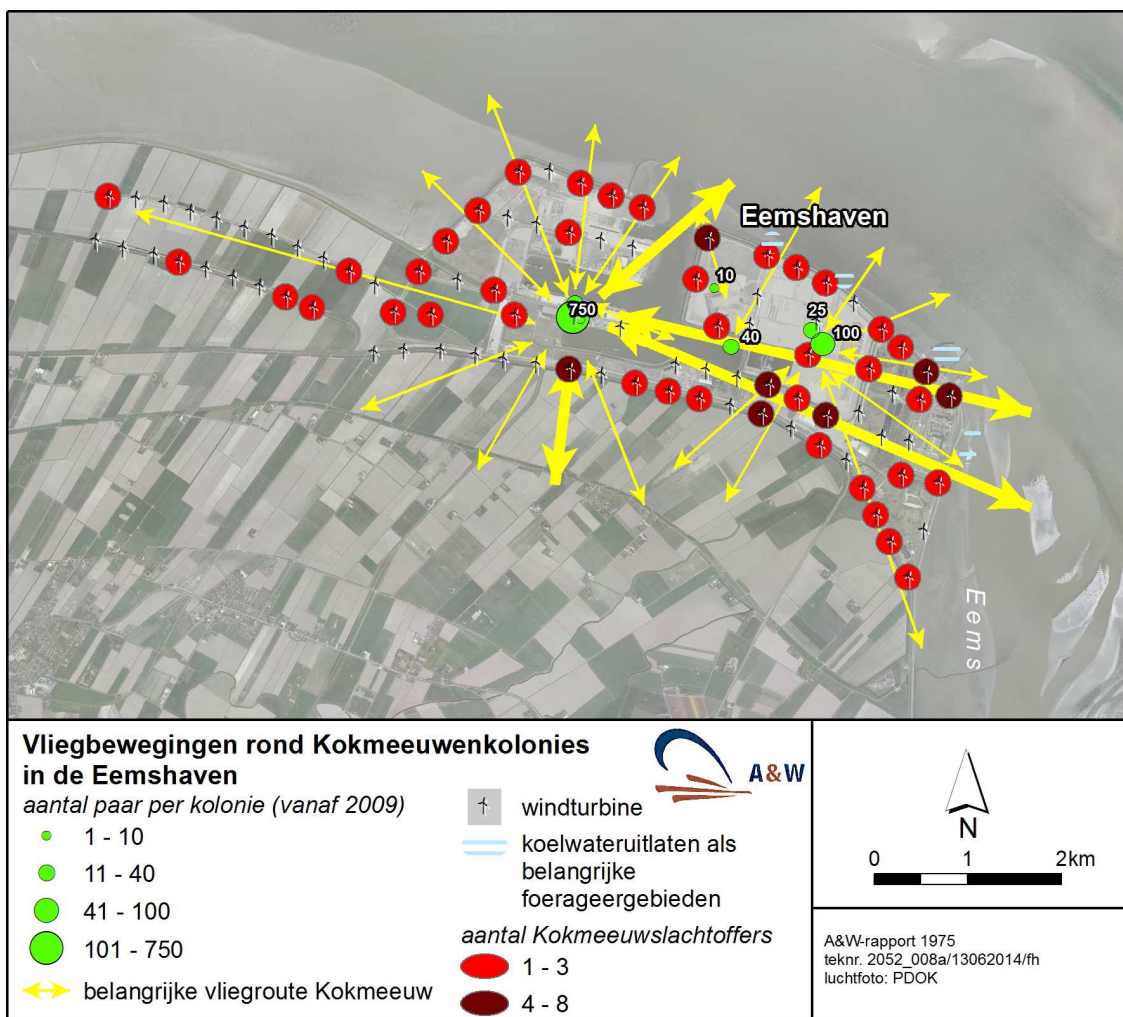 Eemshaven
10
750
25
40
100
Eems
Vliegbewegingen rond Kokmeeuwenkolonies
in de Eemshaven
aantal paar per kolonie (vanaf 2009)
1 - 10
11 - 40
41 - 100
101 - 750
belangrijke vliegroute Kokmeeuw
A&W
windturbine
koelwateruitlaten als
belangrijke
foerageergebieden
aantal Kokmeeuwslachtoffers
1 - 3
4 - 8
N
0 1 2km
A&W-rapport 1975
teknr. 2052_008a/13062014/fh
luchtfoto: PDOK